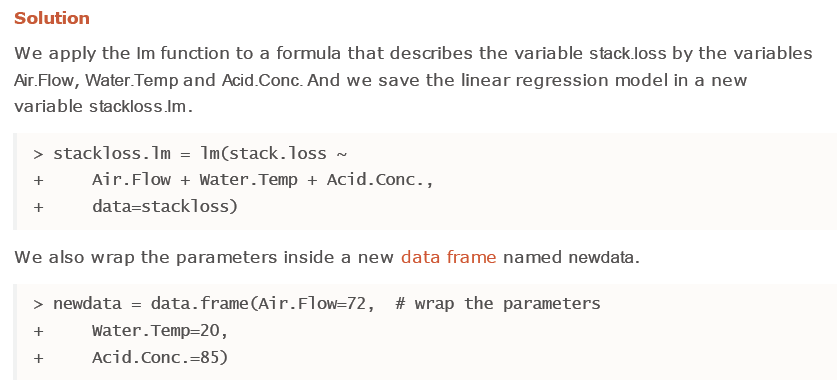 Solution
We apply the lm function to a formula that describes the variable stack.loss by the variables
Air.Flow, Water.Temp and Acid.Conc. And we save the linear regression model in a new
variable stackloss.lm.
> stackloss.lm = lm(stack.loss ~
+     Air.Flow + Water.Temp + Acid.Conc.,
+     data=stackloss)
We also wrap the parameters inside a new data frame named newdata.
> newdata = data.frame(Air.Flow=72,  # wrap the parameters
+     Water.Temp=20,
+     Acid.Conc.=85)